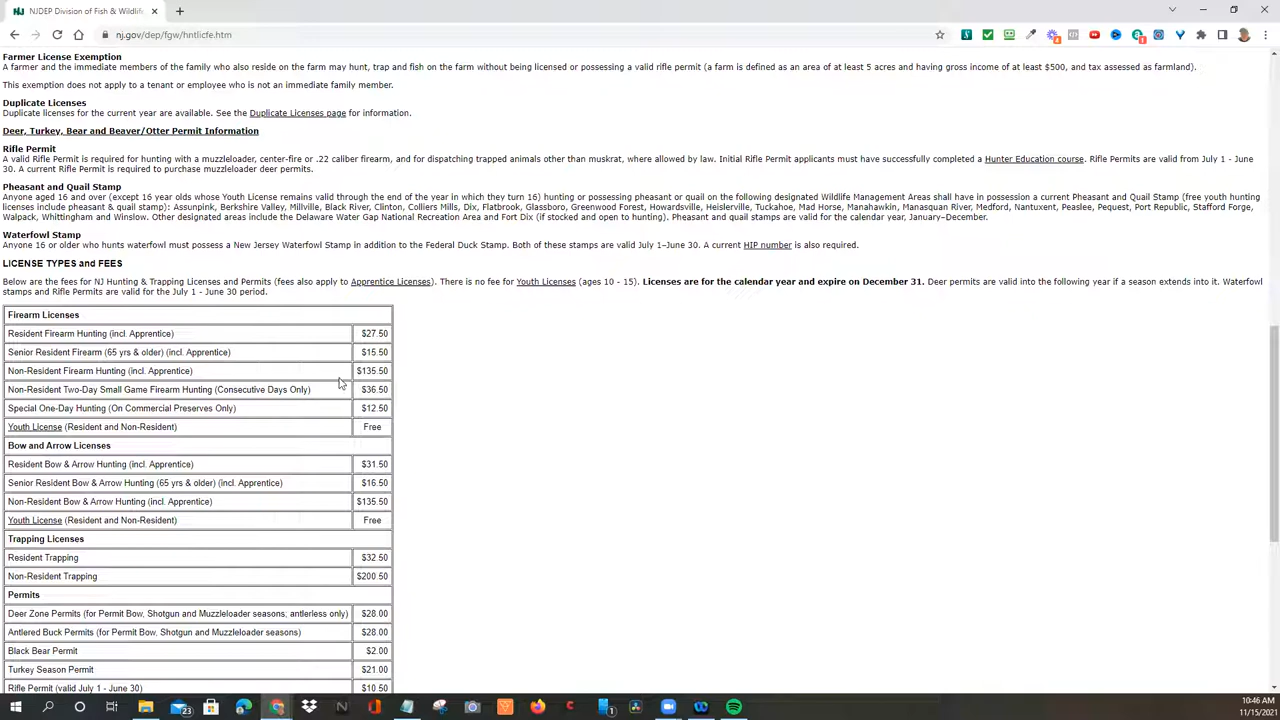 NJDEP Division of Fish & Wildlife
nj.gov/dep/fgw/hntlicfe.htm
Farmer License Exemption
A farmer and the immediate members of the family who also reside on the farm may hunt, trap and fish on the farm without being licensed or possessing a valid rifle permit (a farm is defined as an area of at least 5 acres and having gross income of at least $500, and tax assessed as farmland).
This exemption does not apply to a tenant or employee who is not an immediate family member.
Duplicate Licenses
Duplicate licenses for the current year are available. See the Duplicate Licenses page for information.
Deer, Turkey, Bear and Beaver/Otter Permit Information
Rifle Permit
A valid Rifle Permit is required for hunting with a muzzleloader, center-fire or .22 caliber firearm, and for dispatching trapped animals other than muskrat, where allowed by law. Initial Rifle Permit applicants must have successfully completed a Hunter Education course. Rifle Permits are valid from July 1 - June
30. A current Rifle Permit is required to purchase muzzleloader deer permits.
Pheasant and Quail Stamp
Anyone aged 16 and over (except 16 year olds whose Youth License remains valid through the end of the year in which they turn 16) hunting or possessing pheasant or quail on the following designated Wildlife Management Areas shall have in possession a current Pheasant and Quail Stamp (free youth hunting
licenses include pheasant & quail stamp): Assunpink, Berkshire Valley, Millville, Black River, Clinton, Colliers Mills, Dix, Flatbrook, Glassboro, Greenwood Forest, Howardsville, Heislerville, Tuckahoe, Mad Horse, Manahawkin, Manasquan River, Medford, Nantuxent, Peaslee, Pequest, Port Republic, Stafford Forge,
Walpack, Whittingham and Winslow. Other designated areas include the Delaware Water Gap National Recreation Area and Fort Dix (if stocked and open to hunting). Pheasant and quail stamps are valid for the calendar year, January–December.
Waterfowl Stamp
Anyone 16 or older who hunts waterfowl must possess a New Jersey Waterfowl Stamp in addition to the Federal Duck Stamp. Both of these stamps are valid July 1–June 30. A current HIP number is also required.
LICENSE TYPES and FEES
Below are the fees for NJ Hunting & Trapping Licenses and Permits (fees also apply to Apprentice Licenses). There is no fee for Youth Licenses (ages 10 - 15). Licenses are for the calendar year and expire on December 31. Deer permits are valid into the following year if a season extends into it. Waterfowl
stamps and Rifle Permits are valid for the July 1 - June 30 period.
Firearm Licenses
Resident Firearm Hunting (incl. Apprentice) $27.50
Senior Resident Firearm (65 yrs & older) (incl. Apprentice) $15.50
Non-Resident Firearm Hunting (incl. Apprentice) $135.50
Non-Resident Two-Day Small Game Firearm Hunting (Consecutive Days Only) $36.50
Special One-Day Hunting (On Commercial Preserves Only) $12.50
Youth License (Resident and Non-Resident) Free
Bow and Arrow Licenses
Resident Bow & Arrow Hunting (incl. Apprentice) $31.50
Senior Resident Bow & Arrow Hunting (65 yrs & older) (incl. Apprentice) $16.50
Non-Resident Bow & Arrow Hunting (incl. Apprentice) $135.50
Youth License (Resident and Non-Resident) Free
Trapping Licenses
Resident Trapping $32.50
Non-Resident Trapping $200.50
Permits
Deer Zone Permits (for Permit Bow, Shotgun and Muzzleloader seasons; antlerless only) $28.00
Antlered Buck Permits (for Permit Bow, Shotgun and Muzzleloader seasons) $28.00
Black Bear Permit $2.00
Turkey Season Permit $21.00
Rifle Permit (valid July 1 - June 30) $10.50
10:46 AM
11/15/2021